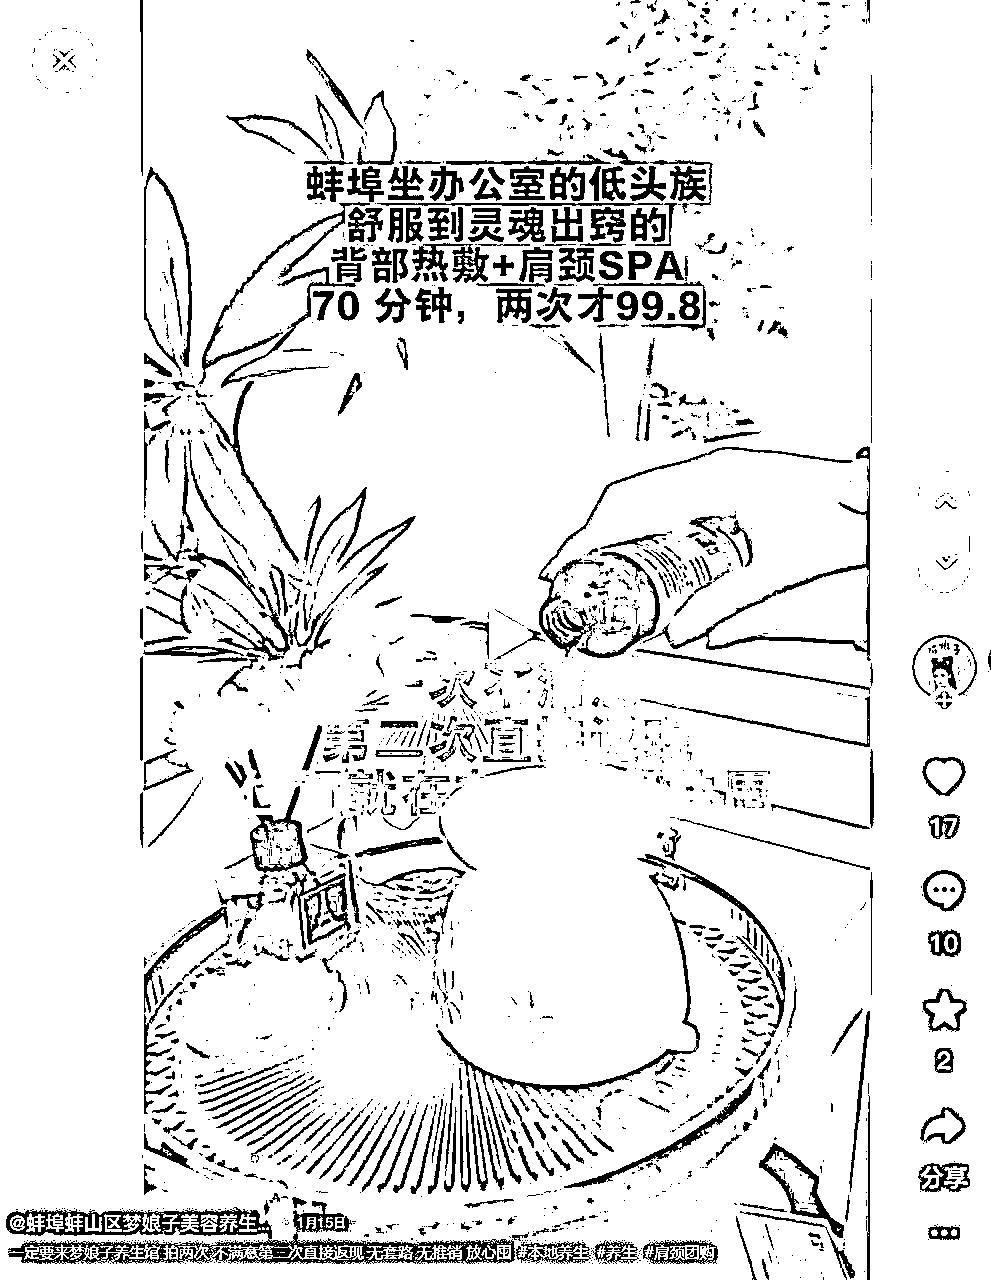 蚌埠坐办公室的低头族
舒服到灵魂出窍的
背部热敷+肩颈SPA
70 分钟，两次才99.8
一次不
第二次直
就在
17
10
2
分享
@蚌埠蚌山区梦娘子美容养生... 1月15日
一定要来梦娘子养生馆 拍两次 不满意第二次直接返现 无套路 无推销 放心囤 #本地养生 #养生 #肩颈团购